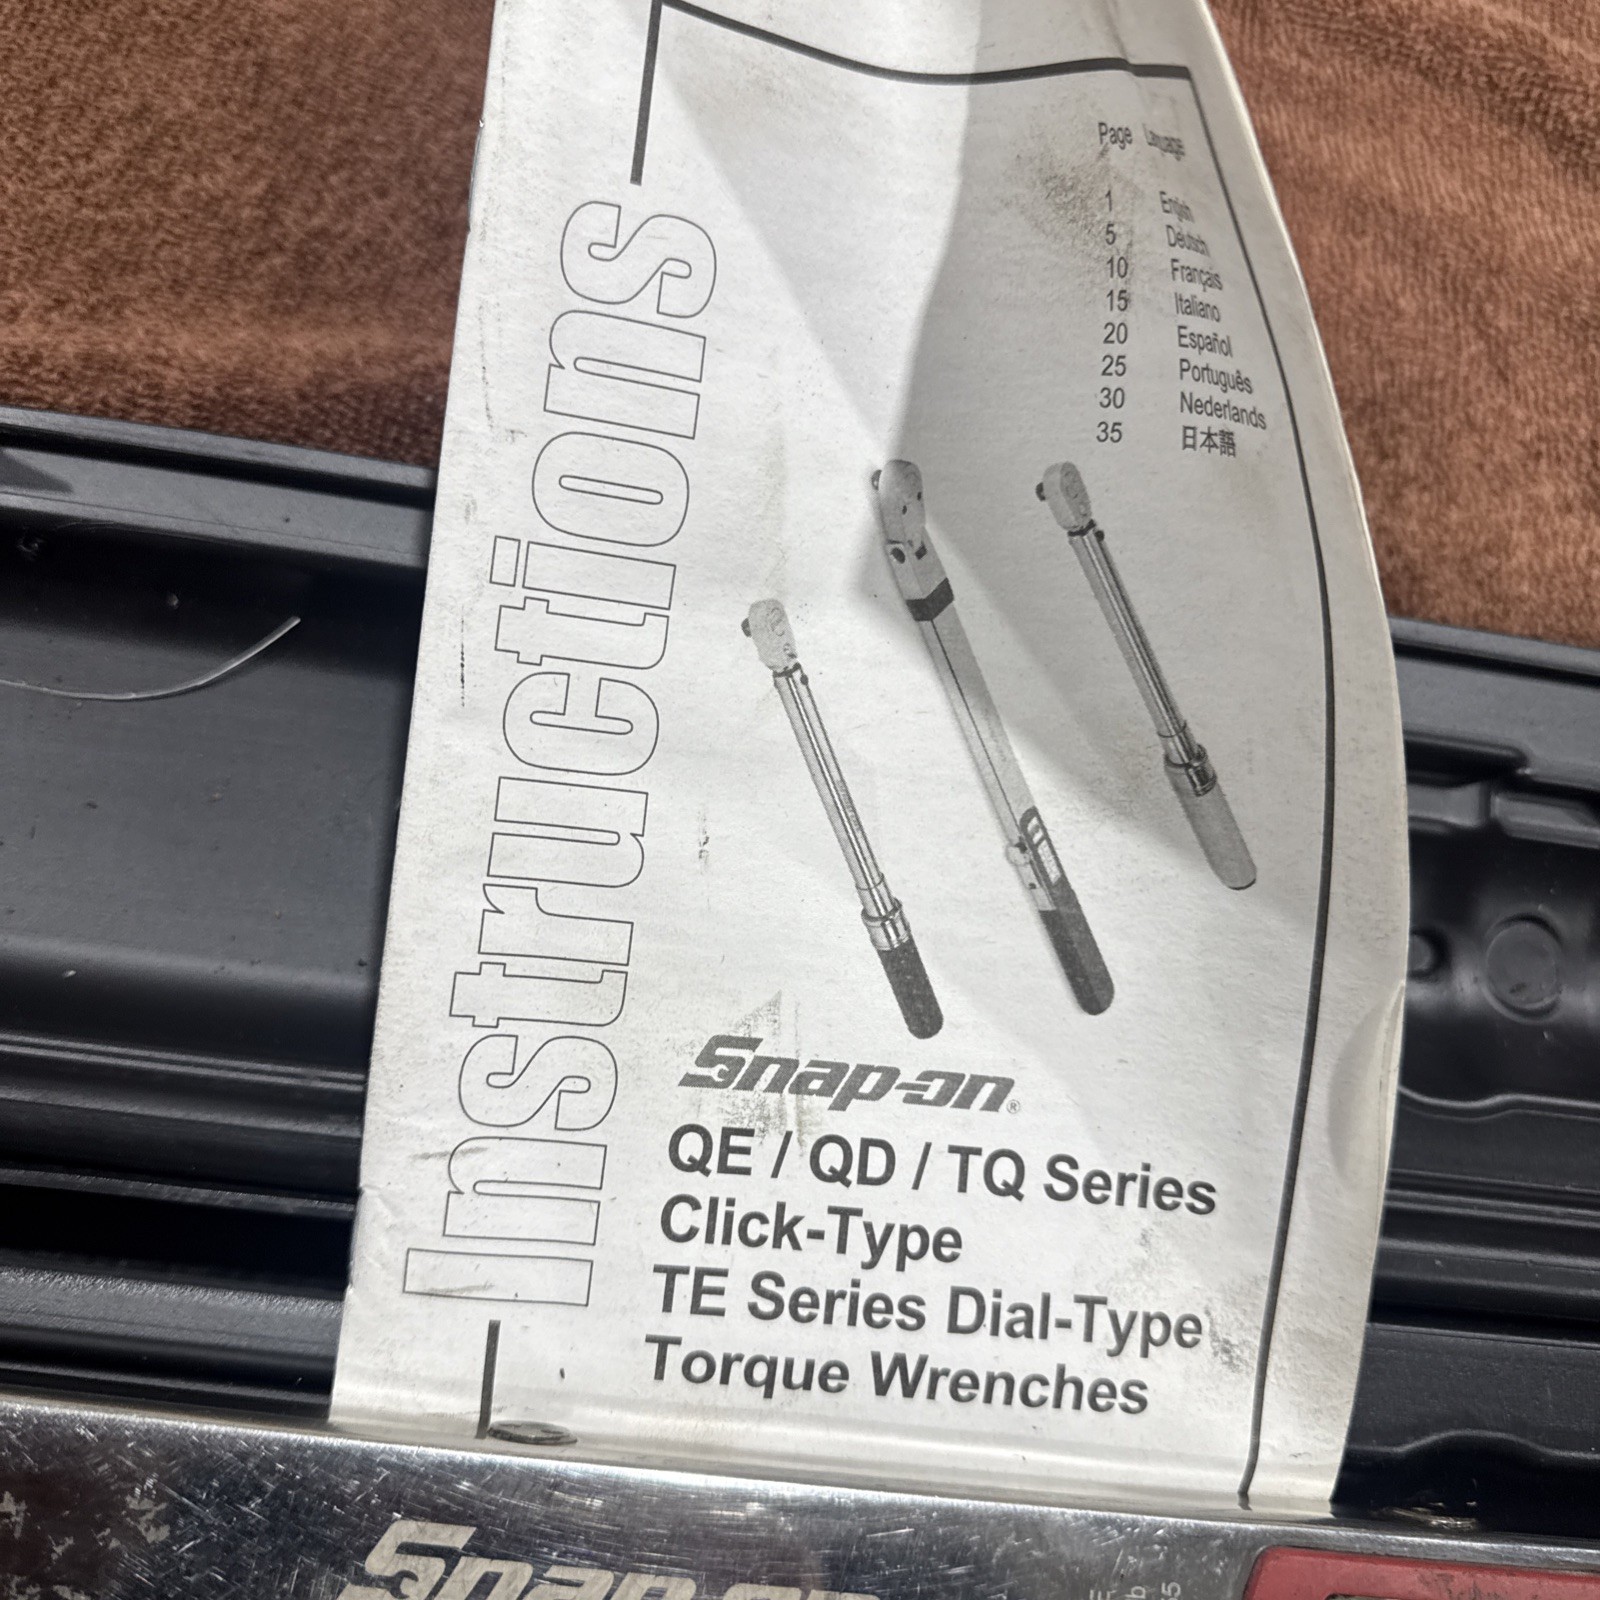 Instructions
Page Language
1 English
5 Deutsch
10 Français
15 Italiano
20 Español
25 Português
30 Nederlands
35 日本語
Snap-on®
QE / QD / TQ Series
Click-Type
TE Series Dial-Type
Torque Wrenches
Snap-on